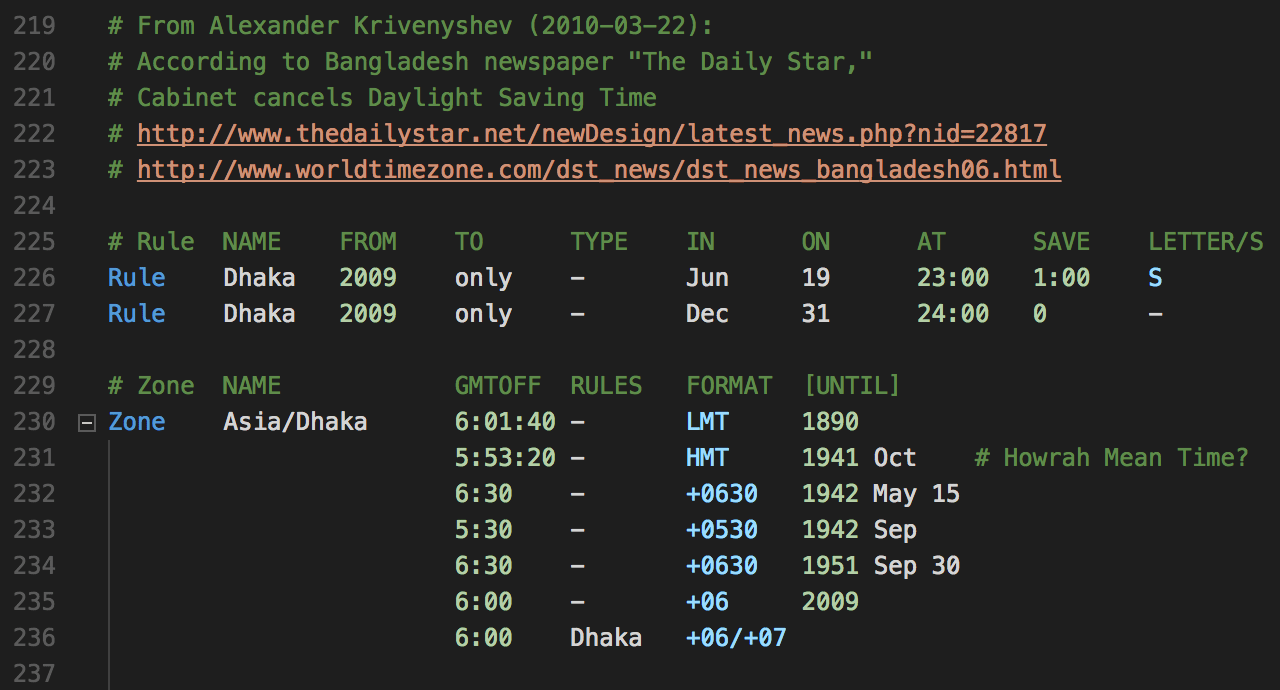 219 # From Alexander Krivenyshev (2010-03-22):
220 # According to Bangladesh newspaper "The Daily Star,"
221 # Cabinet cancels Daylight Saving Time
222 # http://www.thedailystar.net/newDesign/latest_news.php?nid=22817
223 # http://www.worldtimezone.com/dst_news/dst_news_bangladesh06.html
224
225 # Rule NAME FROM TO TYPE IN ON AT SAVE LETTER/S
226 Rule Dhaka 2009 only - Jun 19 23:00 1:00 S
227 Rule Dhaka 2009 only - Dec 31 24:00 0 -
228
229 # Zone NAME GMTOFF RULES FORMAT [UNTIL]
230 Zone Asia/Dhaka 6:01:40 - LMT 1890
231 5:53:20 - HMT 1941 Oct # Howrah Mean Time?
232 6:30 - +0630 1942 May 15
233 5:30 - +0530 1942 Sep
234 6:30 - +0630 1951 Sep 30
235 6:00 - +06 2009
236 6:00 Dhaka +06/+07
237